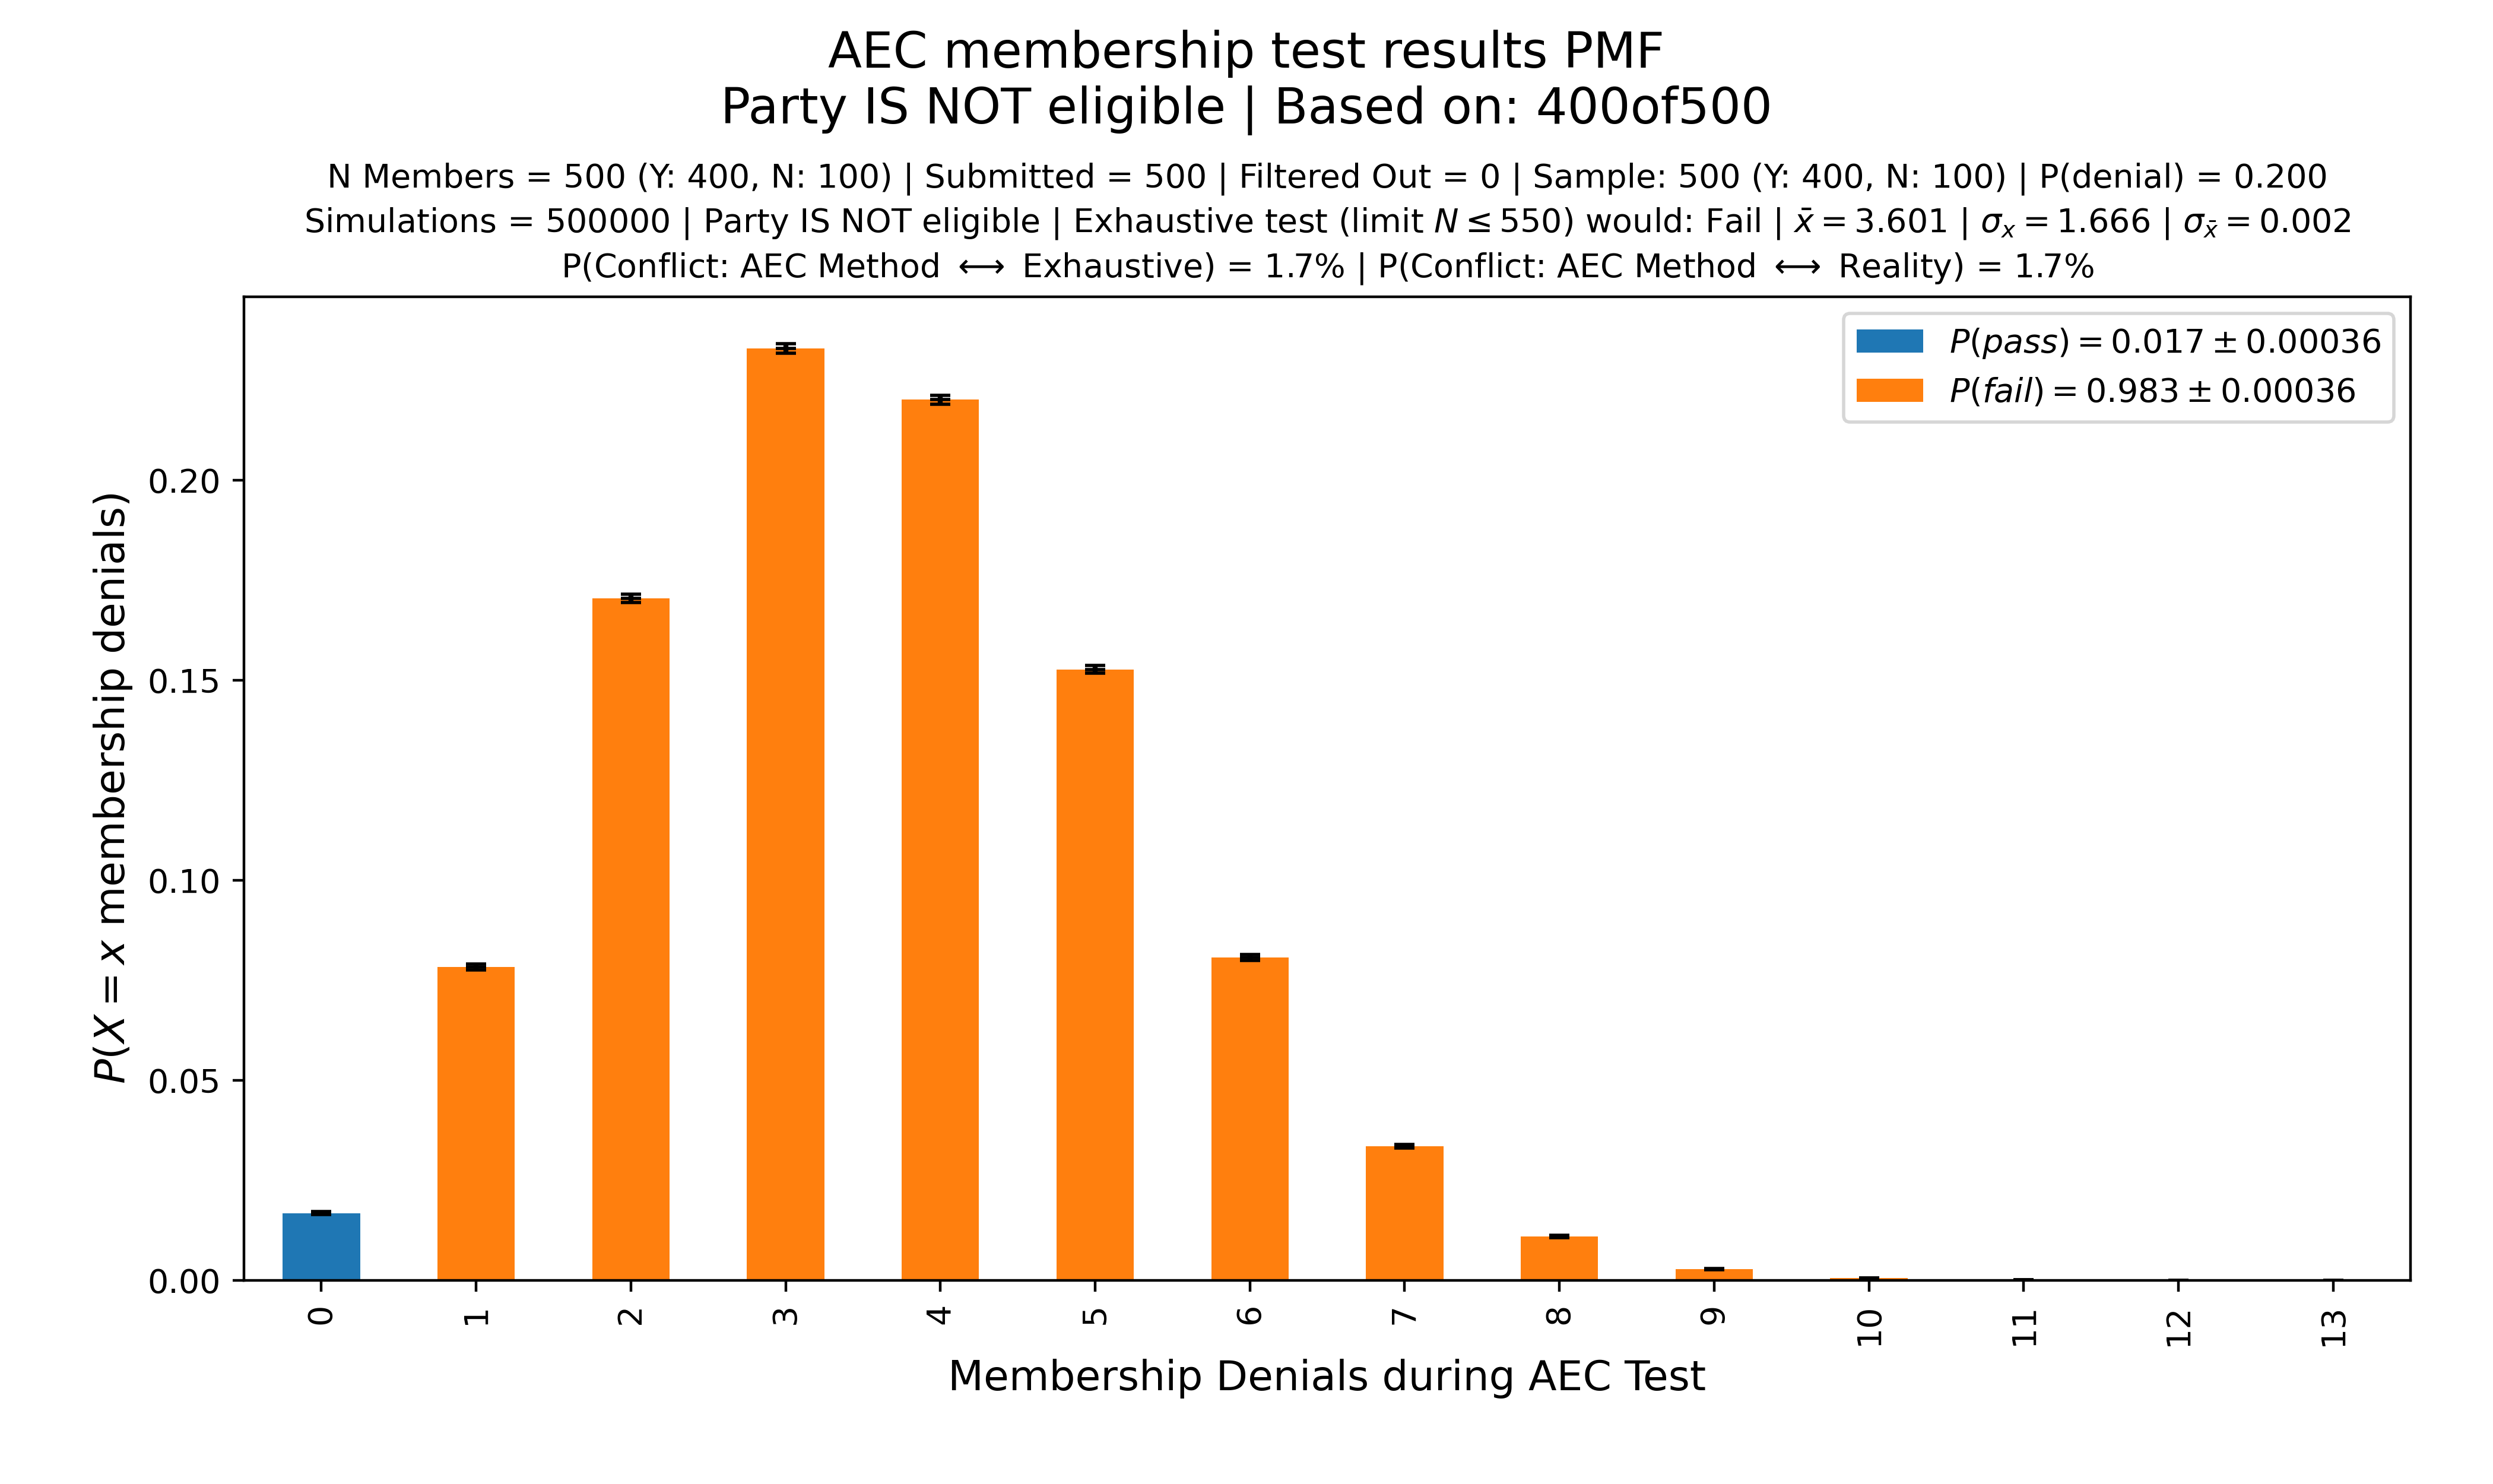 AEC membership test results PMF
Party IS NOT eligible | Based on: 400of500
N Members = 500 (Y: 400, N: 100) | Submitted = 500 | Filtered Out = 0 | Sample: 500 (Y: 400, N: 100) | P(denial) = 0.200
Simulations = 500000 | Party IS NOT eligible | Exhaustive test (limit N ≤ 550) would: Fail | x̄ = 3.601 | σₓ = 1.666 | σ_x̄ = 0.002
P(Conflict: AEC Method ⟷ Exhaustive) = 1.7% | P(Conflict: AEC Method ⟷ Reality) = 1.7%
P(pass) = 0.017 ± 0.00036
P(fail) = 0.983 ± 0.00036
P(X = x membership denials)
0.20
0.15
0.10
0.05
0.00
0 1 2 3 4 5 6 7 8 9 10 11 12 13
Membership Denials during AEC Test